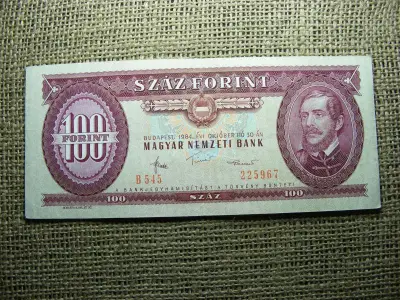 SZÁZ FORINT
100
FORINT
BUDAPEST, 1984. ÉVI OKTÓBER HÓ 30-ÁN
MAGYAR NEMZETI BANK
B 545
225967
A BANKJEGYHAMISÍTÁST A TÖRVÉNY BÜNTETI
100
SZÁZ
100